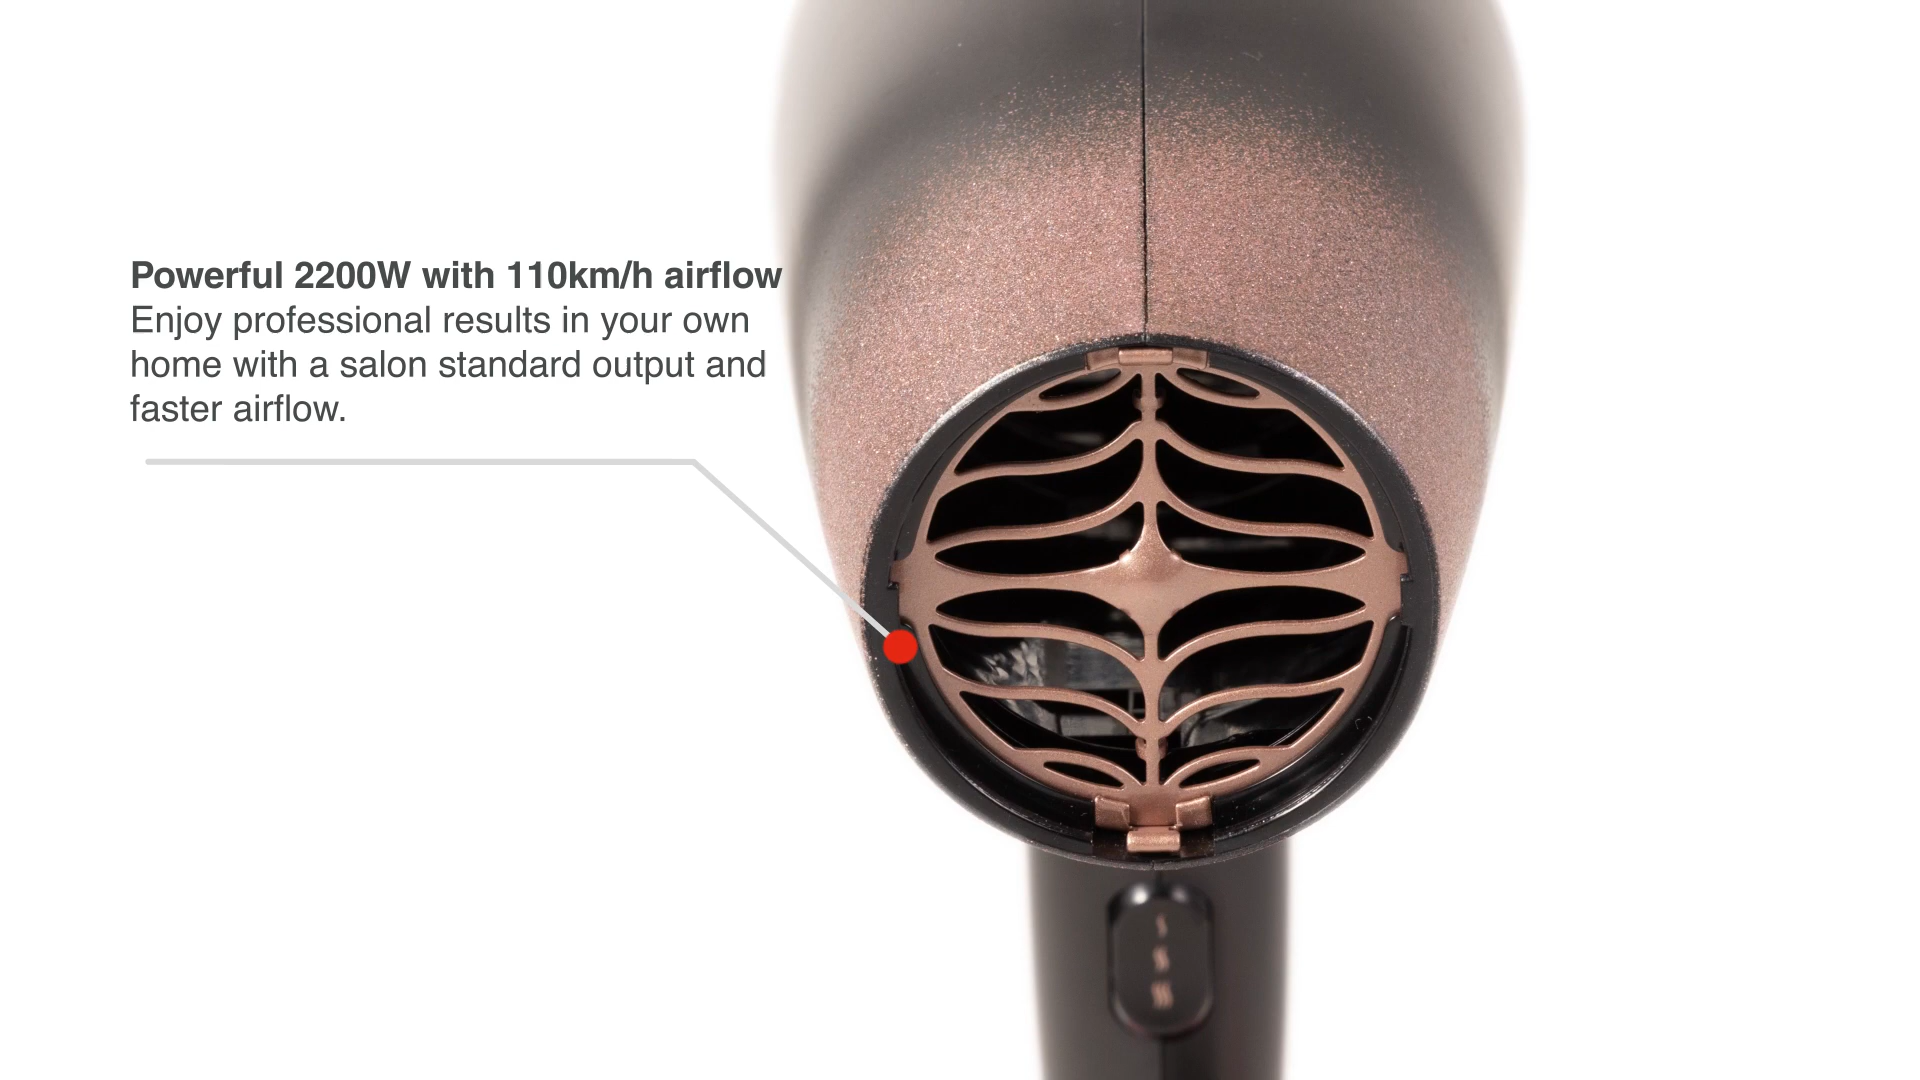 Powerful 2200W with 110km/h airflow
Enjoy professional results in your own
home with a salon standard output and
faster airflow.